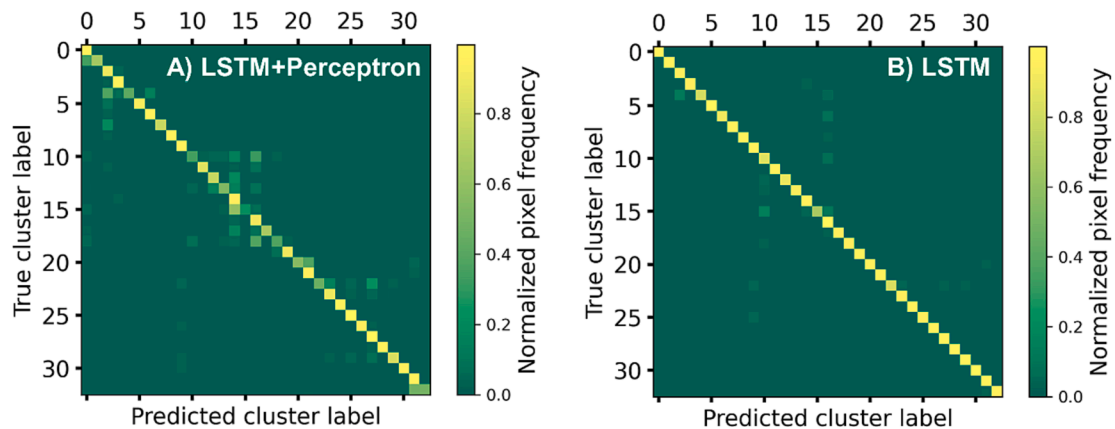 0 5 10 15 20 25 30
A) LSTM+Perceptron
0
5
10
15
20
25
30
True cluster label
Predicted cluster label
0.8
0.6
0.4
0.2
0.0
Normalized pixel frequency
0 5 10 15 20 25 30
B) LSTM
0
5
10
15
20
25
30
True cluster label
Predicted cluster label
0.8
0.6
0.4
0.2
0.0
Normalized pixel frequency